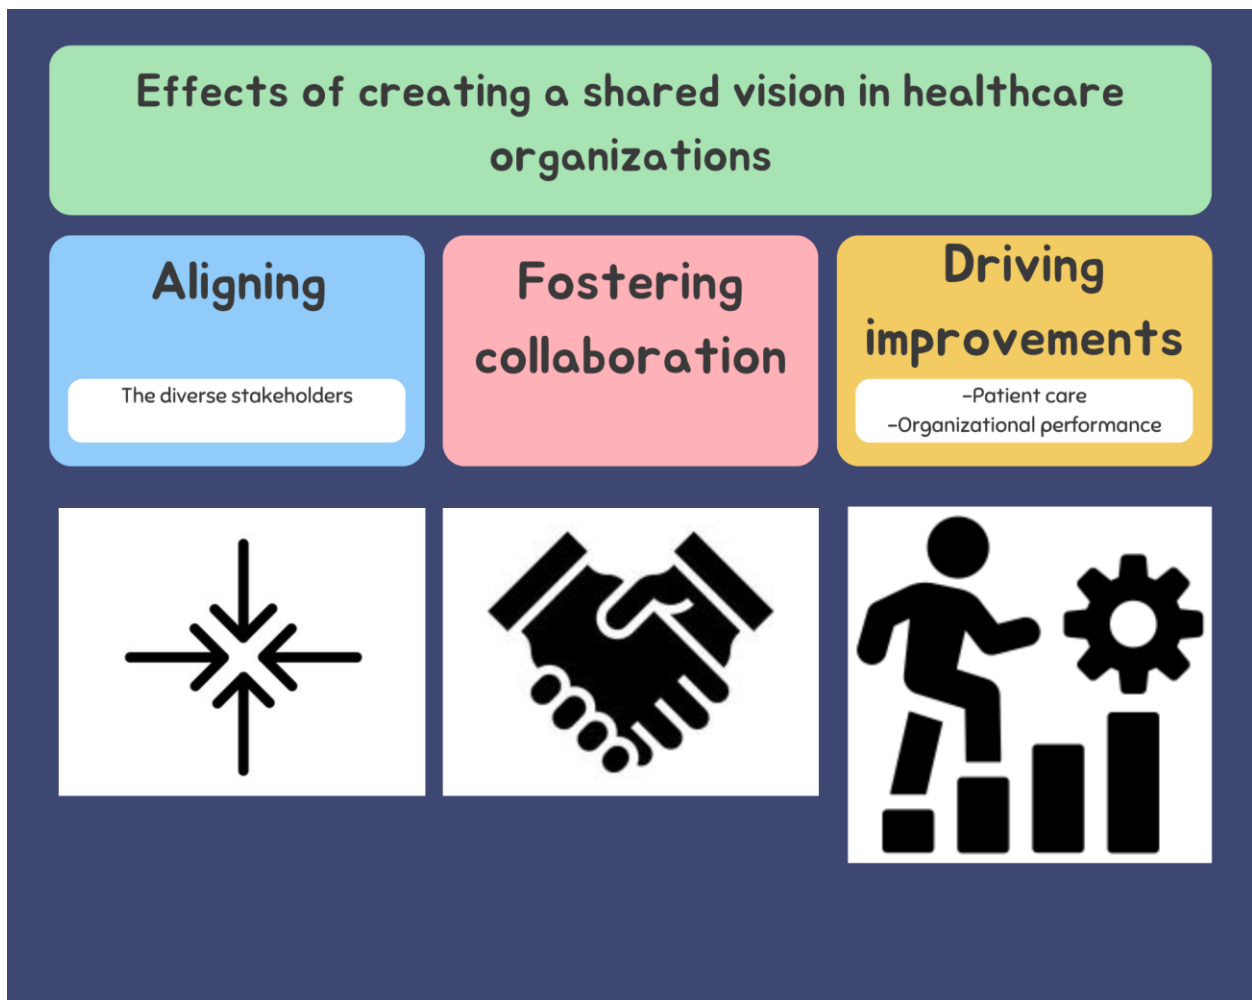 Effects of creating a shared vision in healthcare
organizations
Aligning
The diverse stakeholders
Fostering
collaboration
Driving
improvements
-Patient care
-Organizational performance